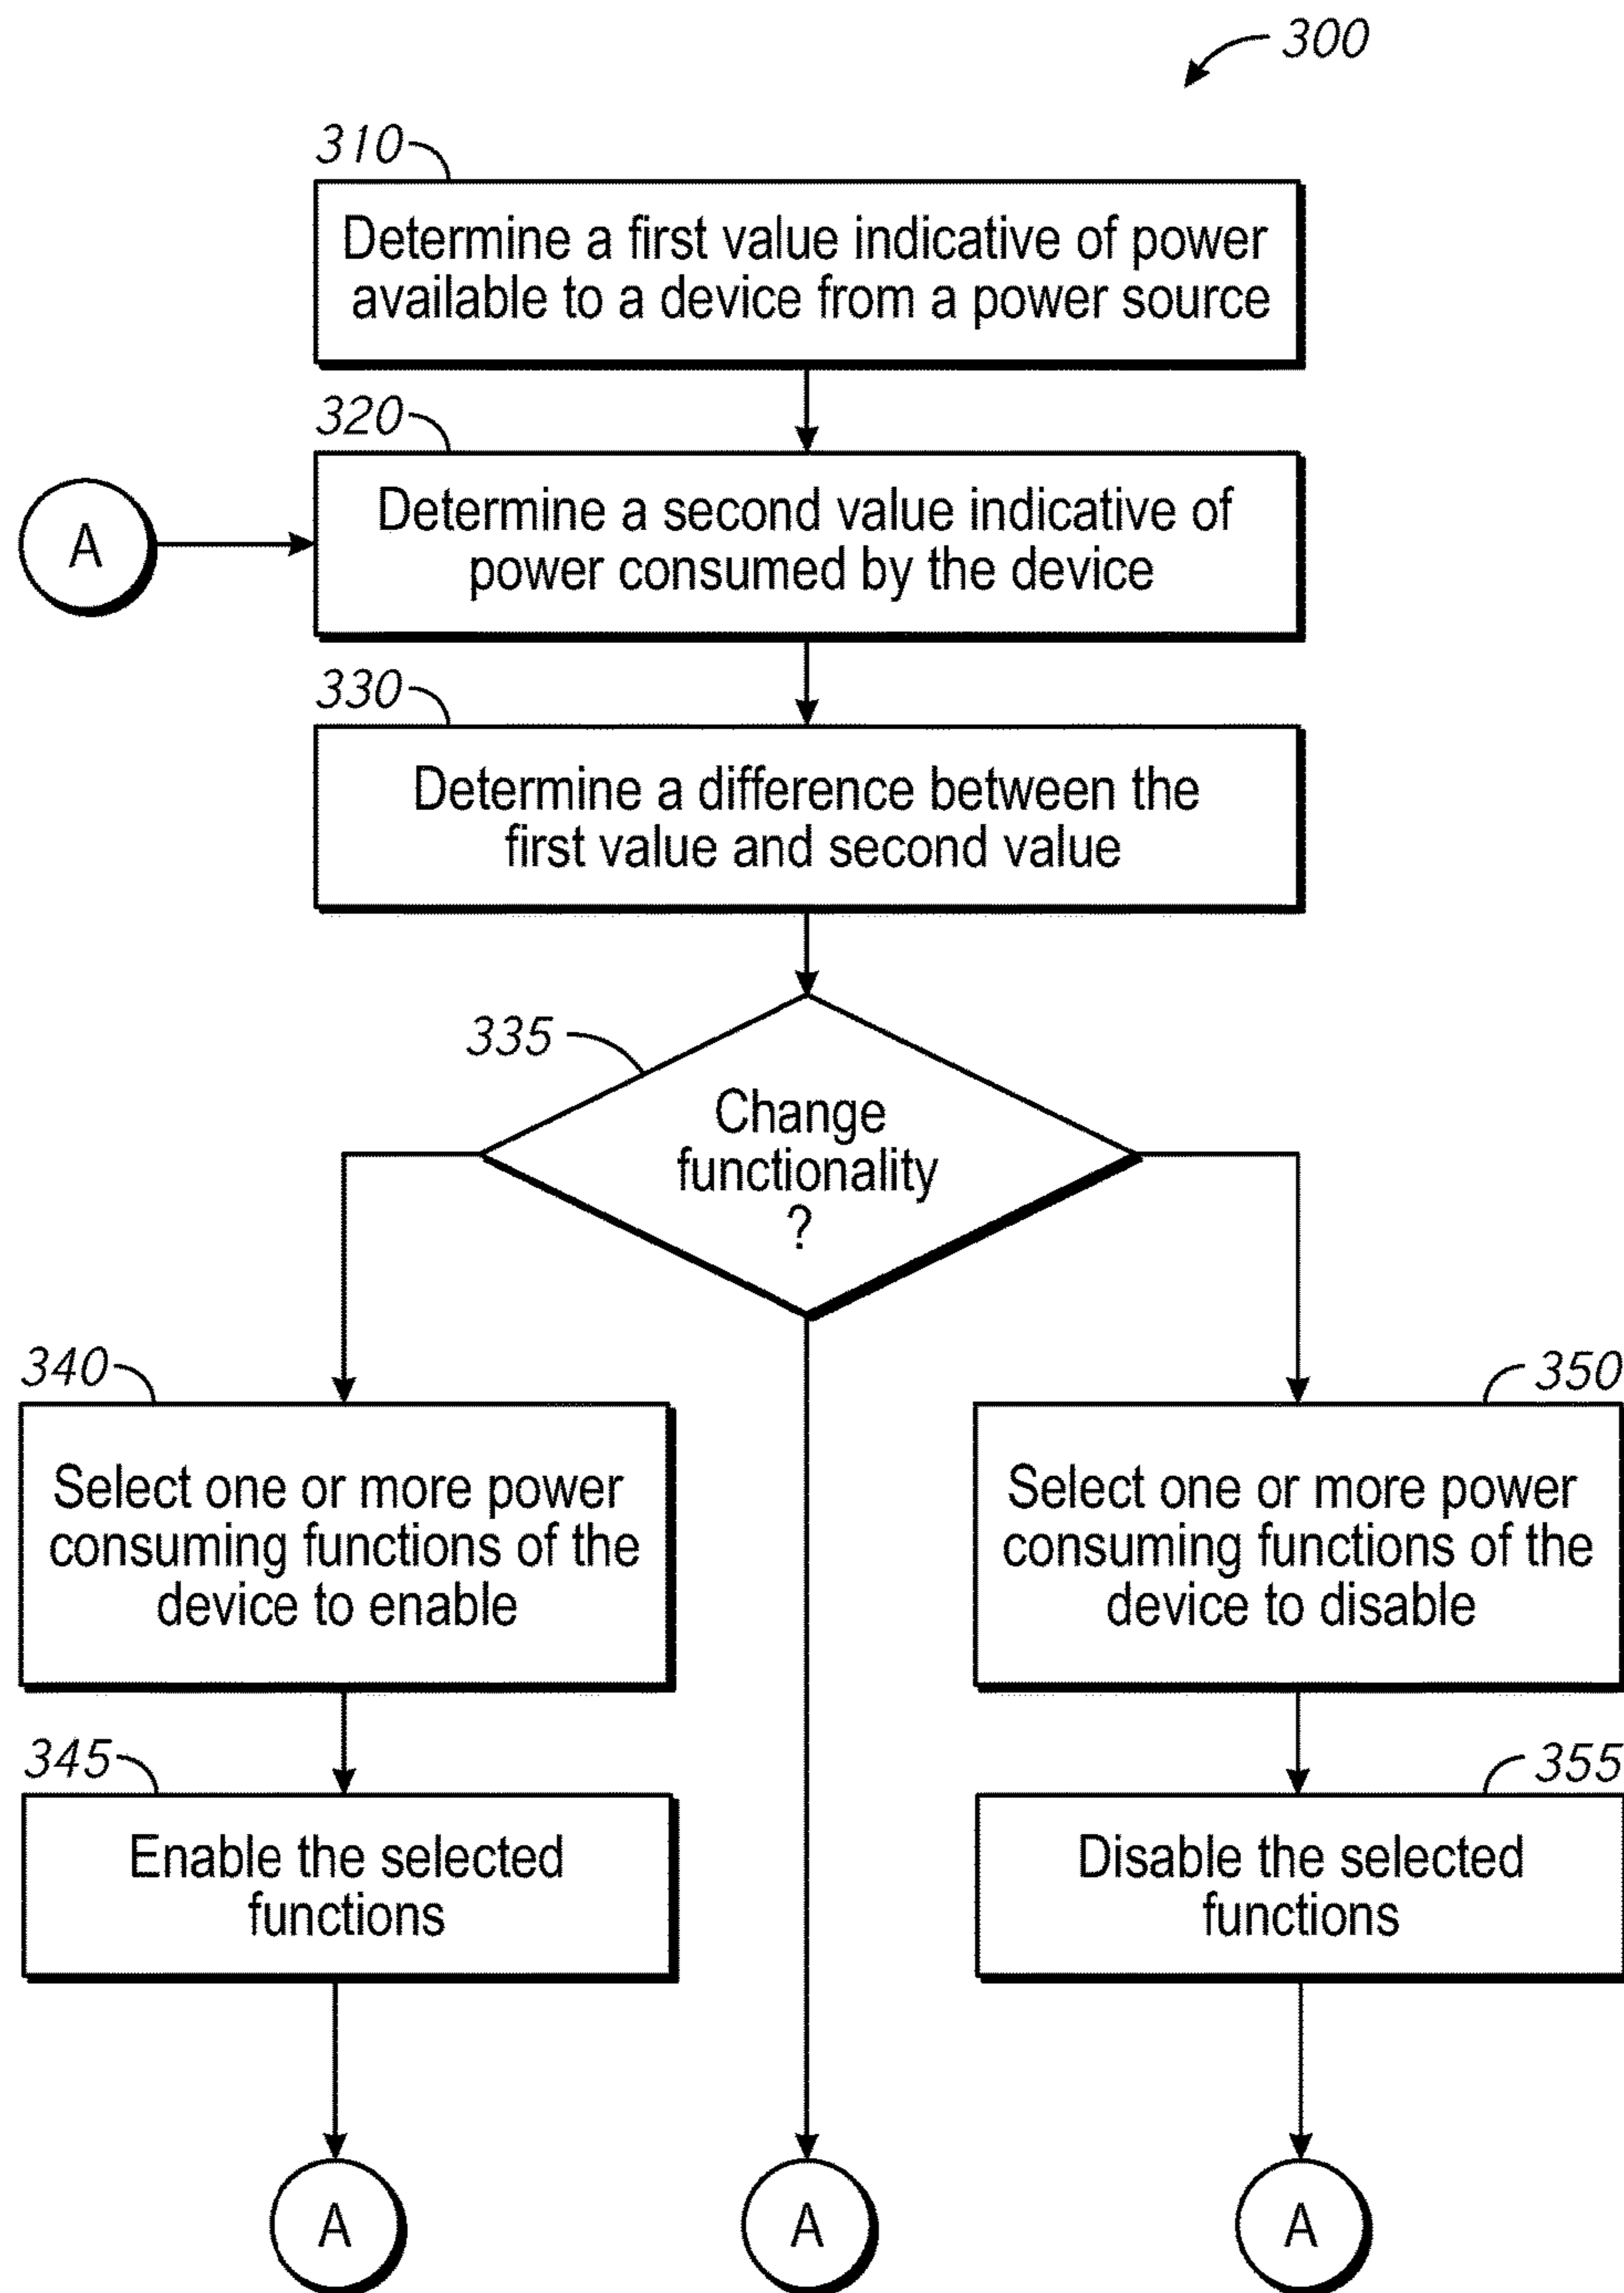 300
310
Determine a first value indicative of power
available to a device from a power source
320
A
Determine a second value indicative of
power consumed by the device
330
Determine a difference between the
first value and second value
335
Change
functionality
?
340
Select one or more power
consuming functions of the
device to enable
350
Select one or more power
consuming functions of the
device to disable
345
Enable the selected
functions
355
Disable the selected
functions
A
A
A